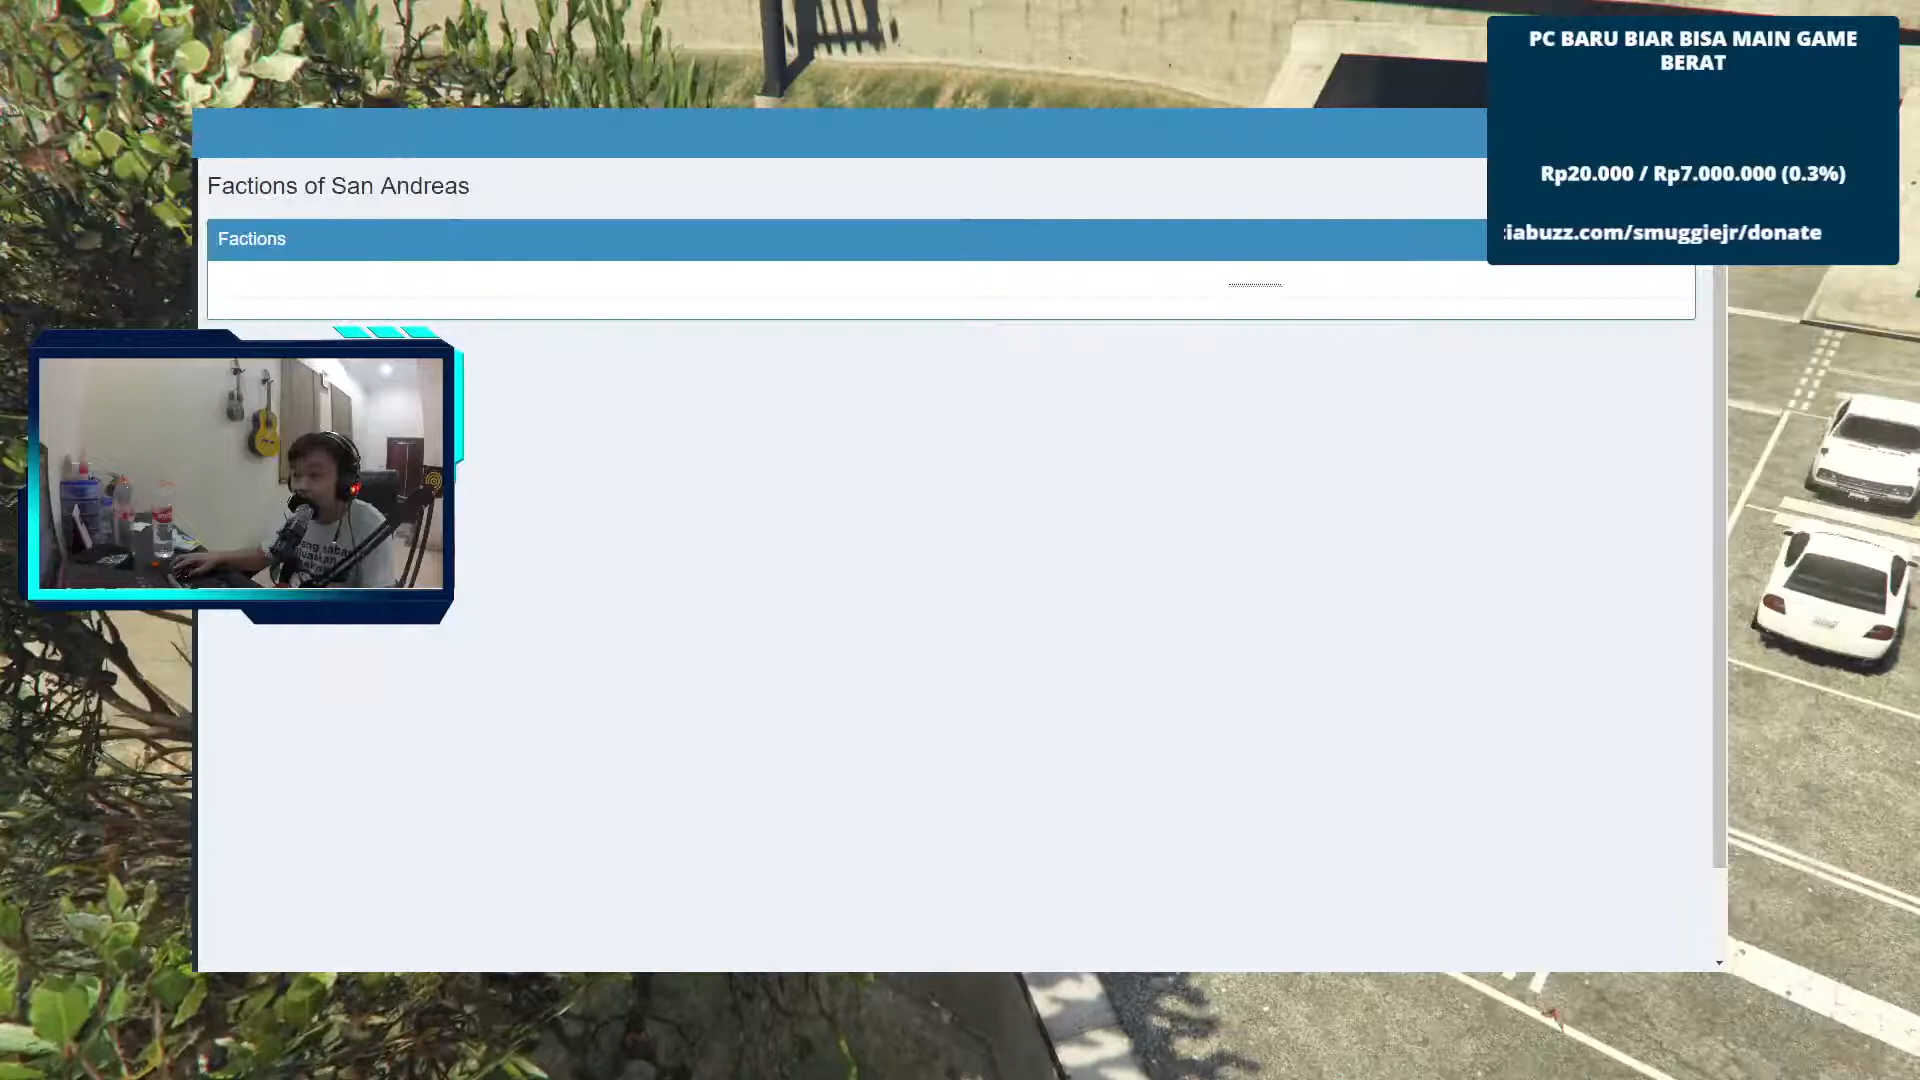 PC BARU BIAR BISA MAIN GAME
BERAT
Rp20.000 / Rp7.000.000 (0.3%)
iabuzz.com/smuggiejr/donate
Factions of San Andreas
Factions